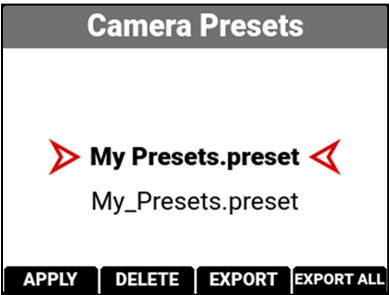 Camera Presets
My Presets.preset
My_Presets.preset
APPLY DELETE EXPORT EXPORT ALL